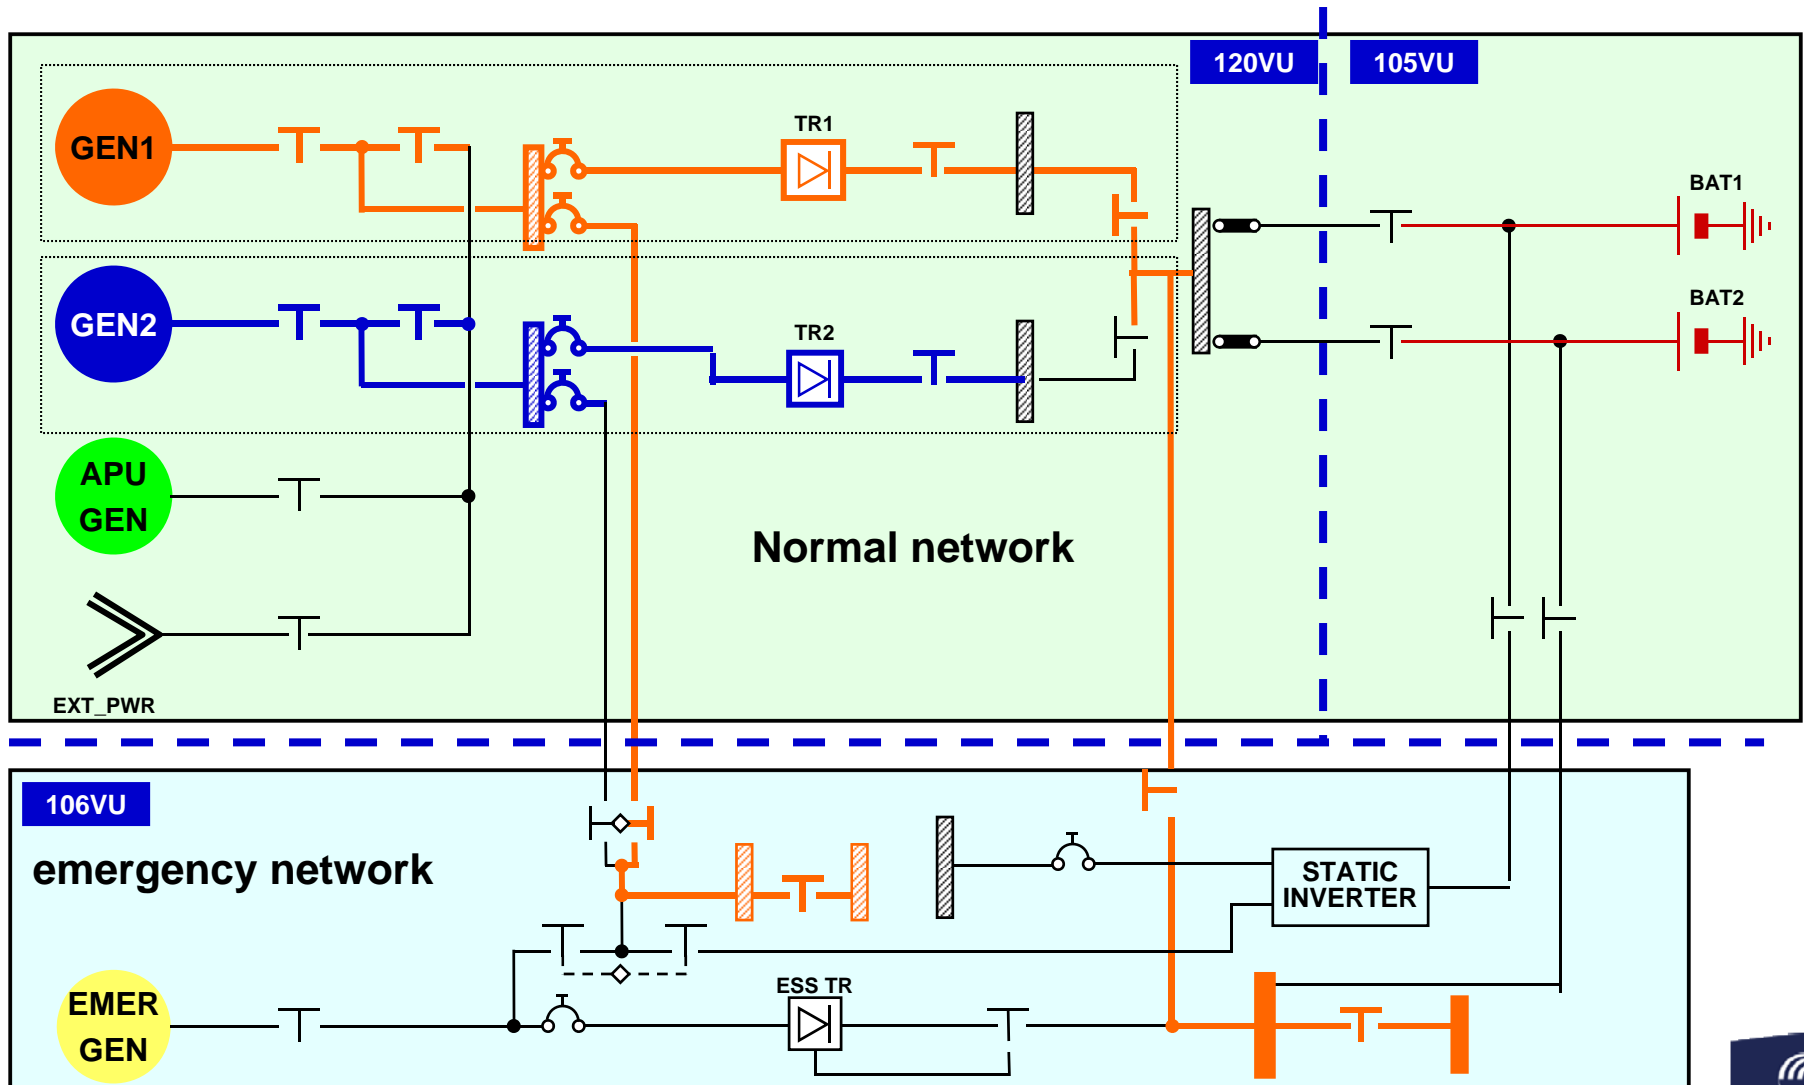 120VU
105VU
GEN1
TR1
BAT1
GEN2
TR2
BAT2
APU
GEN
Normal network
EXT_PWR
106VU
emergency network
STATIC
INVERTER
EMER
GEN
ESS TR